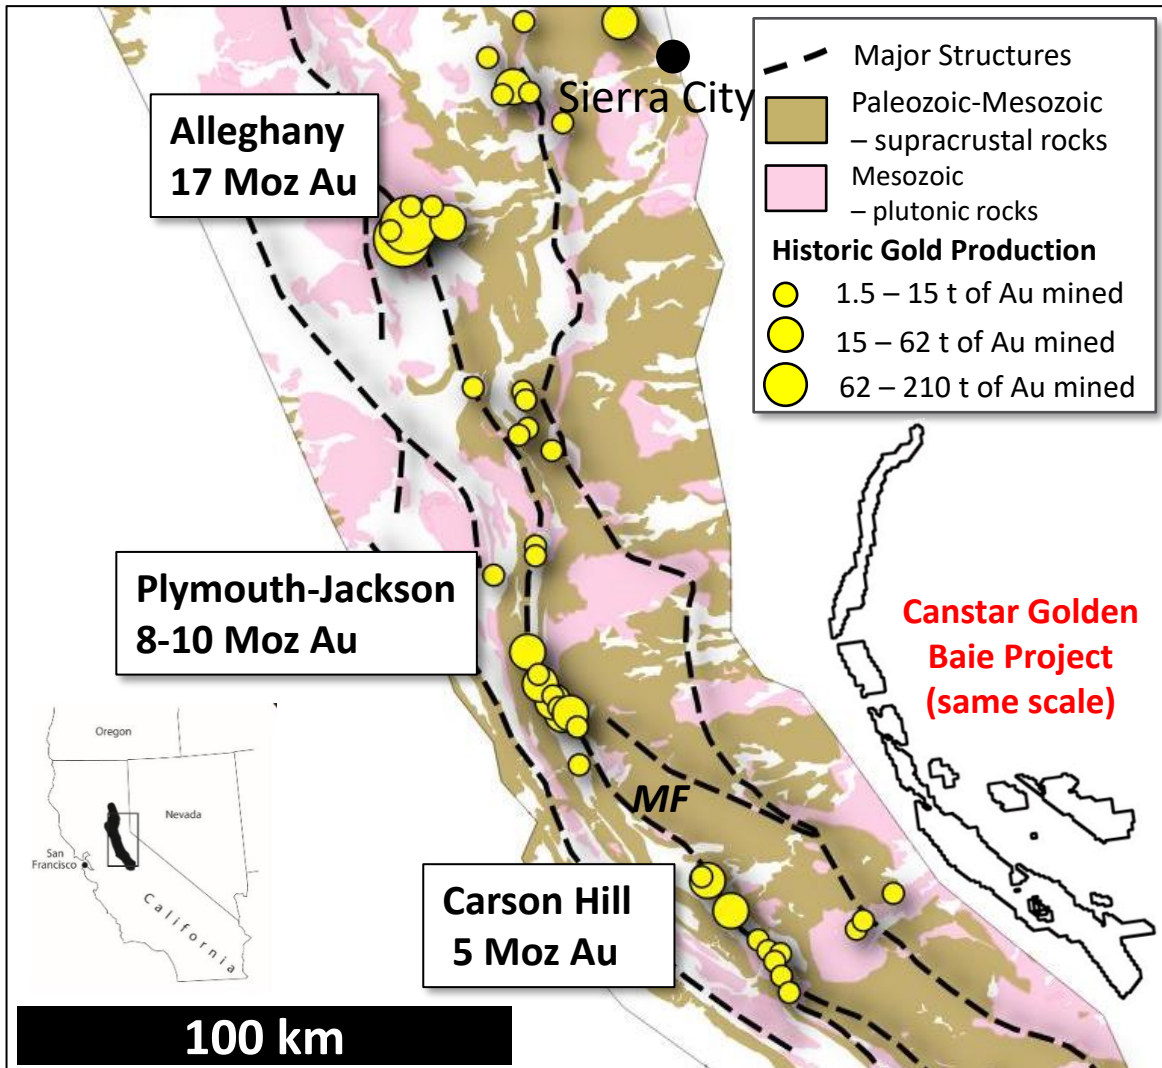 Sierra City
Major Structures
Paleozoic-Mesozoic
– supracrustal rocks
Mesozoic
– plutonic rocks
Historic Gold Production
1.5 – 15 t of Au mined
15 – 62 t of Au mined
62 – 210 t of Au mined
Alleghany
17 Moz Au
Plymouth-Jackson
8-10 Moz Au
Canstar Golden
Baie Project
(same scale)
MF
Carson Hill
5 Moz Au
Oregon
Nevada
San
Francisco
California
100 km